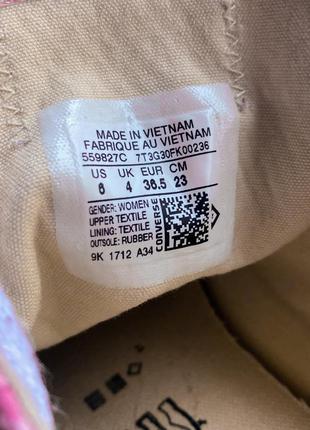 MADE IN VIETNAM
FABRIQUE AU VIETNAM
559827C 7T3G30FK00236
US UK EUR CM
6 4 36.5 23
GENDER: WOMEN
UPPER TEXTILE
LINING: TEXTILE
OUTSOLE: RUBBER
CONVERSE
9K 1712 A34